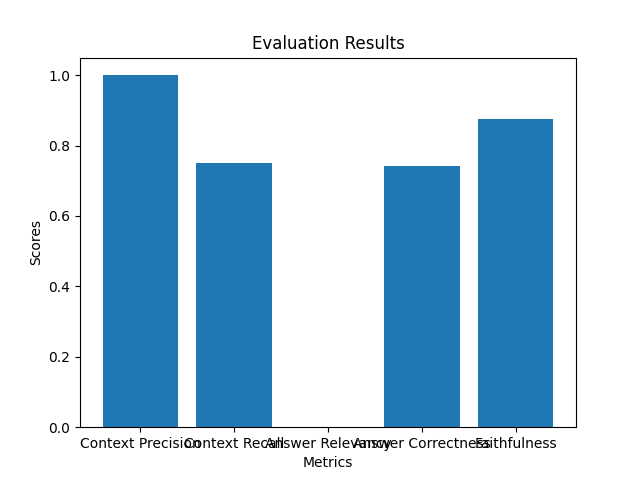 Evaluation Results
1.0
0.8
0.6
0.4
0.2
0.0
Scores
Context Precision Context Recall Answer Relevancy Answer Correctness Faithfulness
Metrics